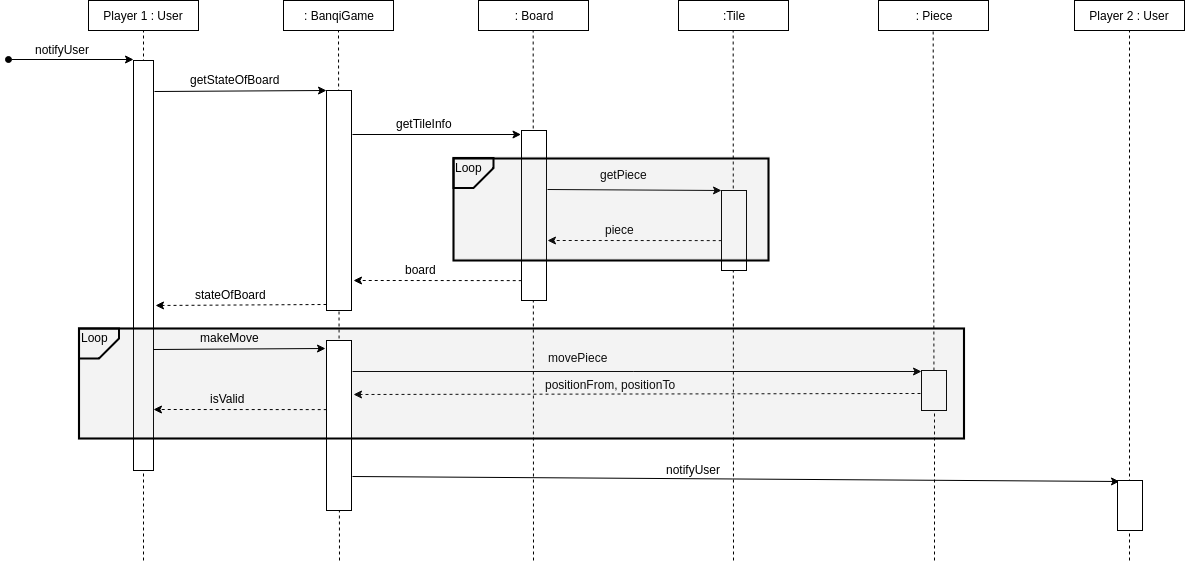 Player 1 : User
: BanqiGame
: Board
:Tile
: Piece
Player 2 : User
notifyUser
getStateOfBoard
getTileInfo
Loop
getPiece
piece
board
stateOfBoard
Loop
makeMove
movePiece
positionFrom, positionTo
isValid
notifyUser